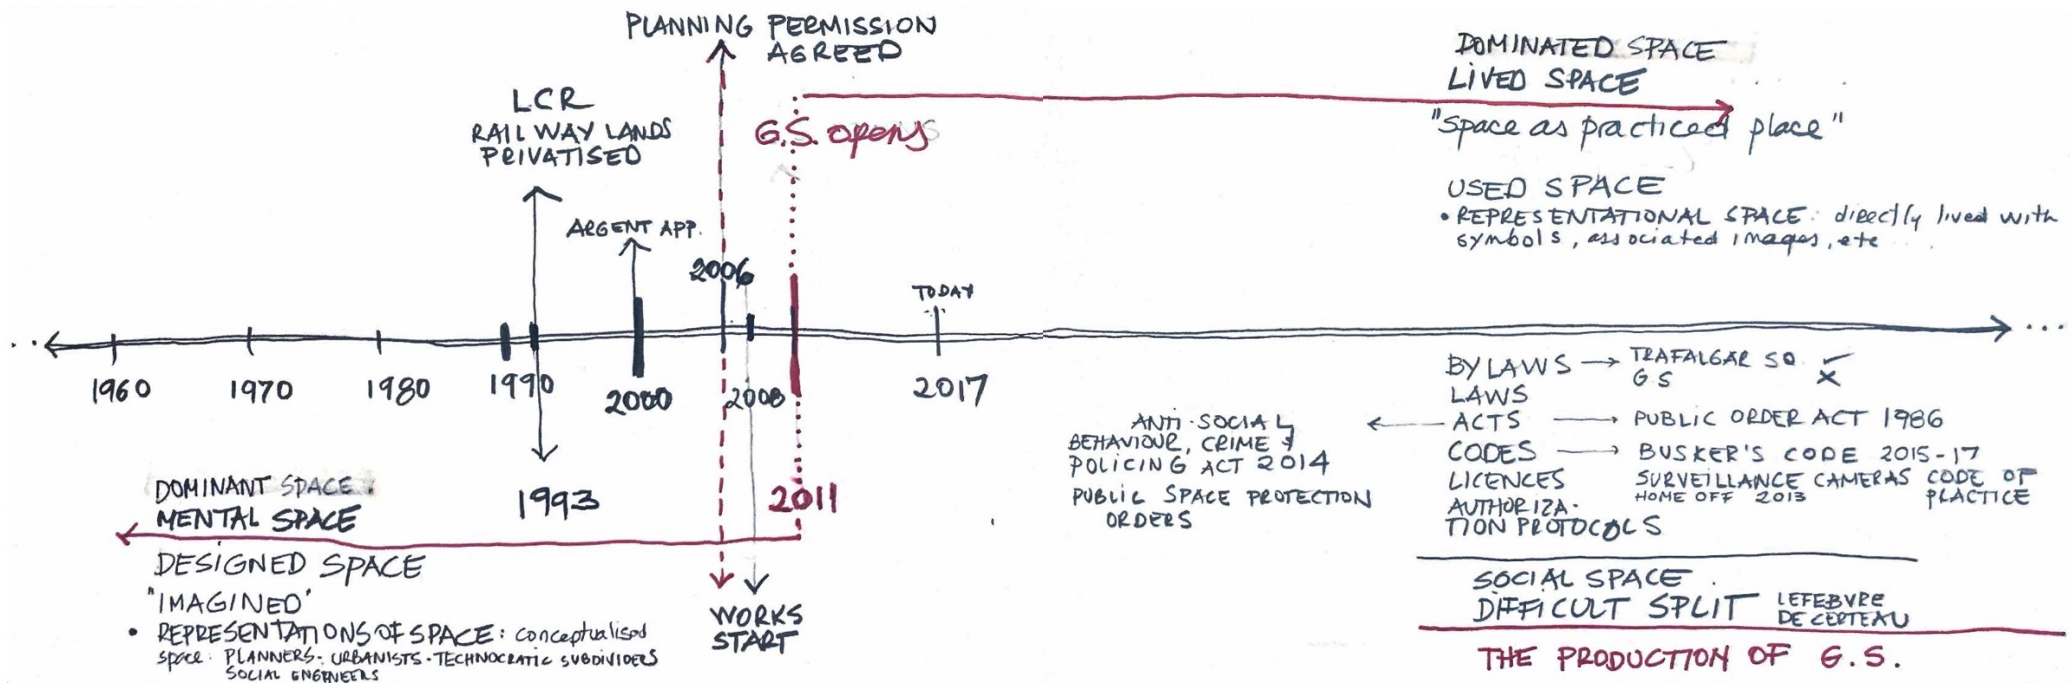 PLANNING PERMISSION
AGREED
LCR
RAILWAY LANDS
PRIVATISED
G.S. opens
ARGENT APP.
2006
TODAY
DOMINATED SPACE
LIVED SPACE
"Space as practiced place"
USED SPACE
• REPRESENTATIONAL SPACE: directly lived with
symbols, associated images, etc
1960
1970
1980
1990
2000
2008
2017
1993
2011
DOMINANT SPACE:
MENTAL SPACE
DESIGNED SPACE
"IMAGINED'
• REPRESENTATIONS OF SPACE: conceptualised
space: PLANNERS - URBANISTS - TECHNOCRATIC SUBDIVIDERS
SOCIAL ENGINEERS
WORKS
START
ANTI-SOCIAL
BEHAVIOUR, CRIME &
POLICING ACT 2014
PUBLIC SPACE PROTECTION
ORDERS
BYLAWS → TRAFALGAR SQ. ✓
G.S ×
LAWS
← ACTS → PUBLIC ORDER ACT 1986
CODES → BUSKER'S CODE 2015-17
LICENCES SURVEILLANCE CAMERAS CODE OF
HOME OFF 2013 PRACTICE
AUTHORIZA-
TION PROTOCOLS
SOCIAL SPACE
DIFFICULT SPLIT LEFEBVRE
DE CERTEAU
THE PRODUCTION OF G.S.